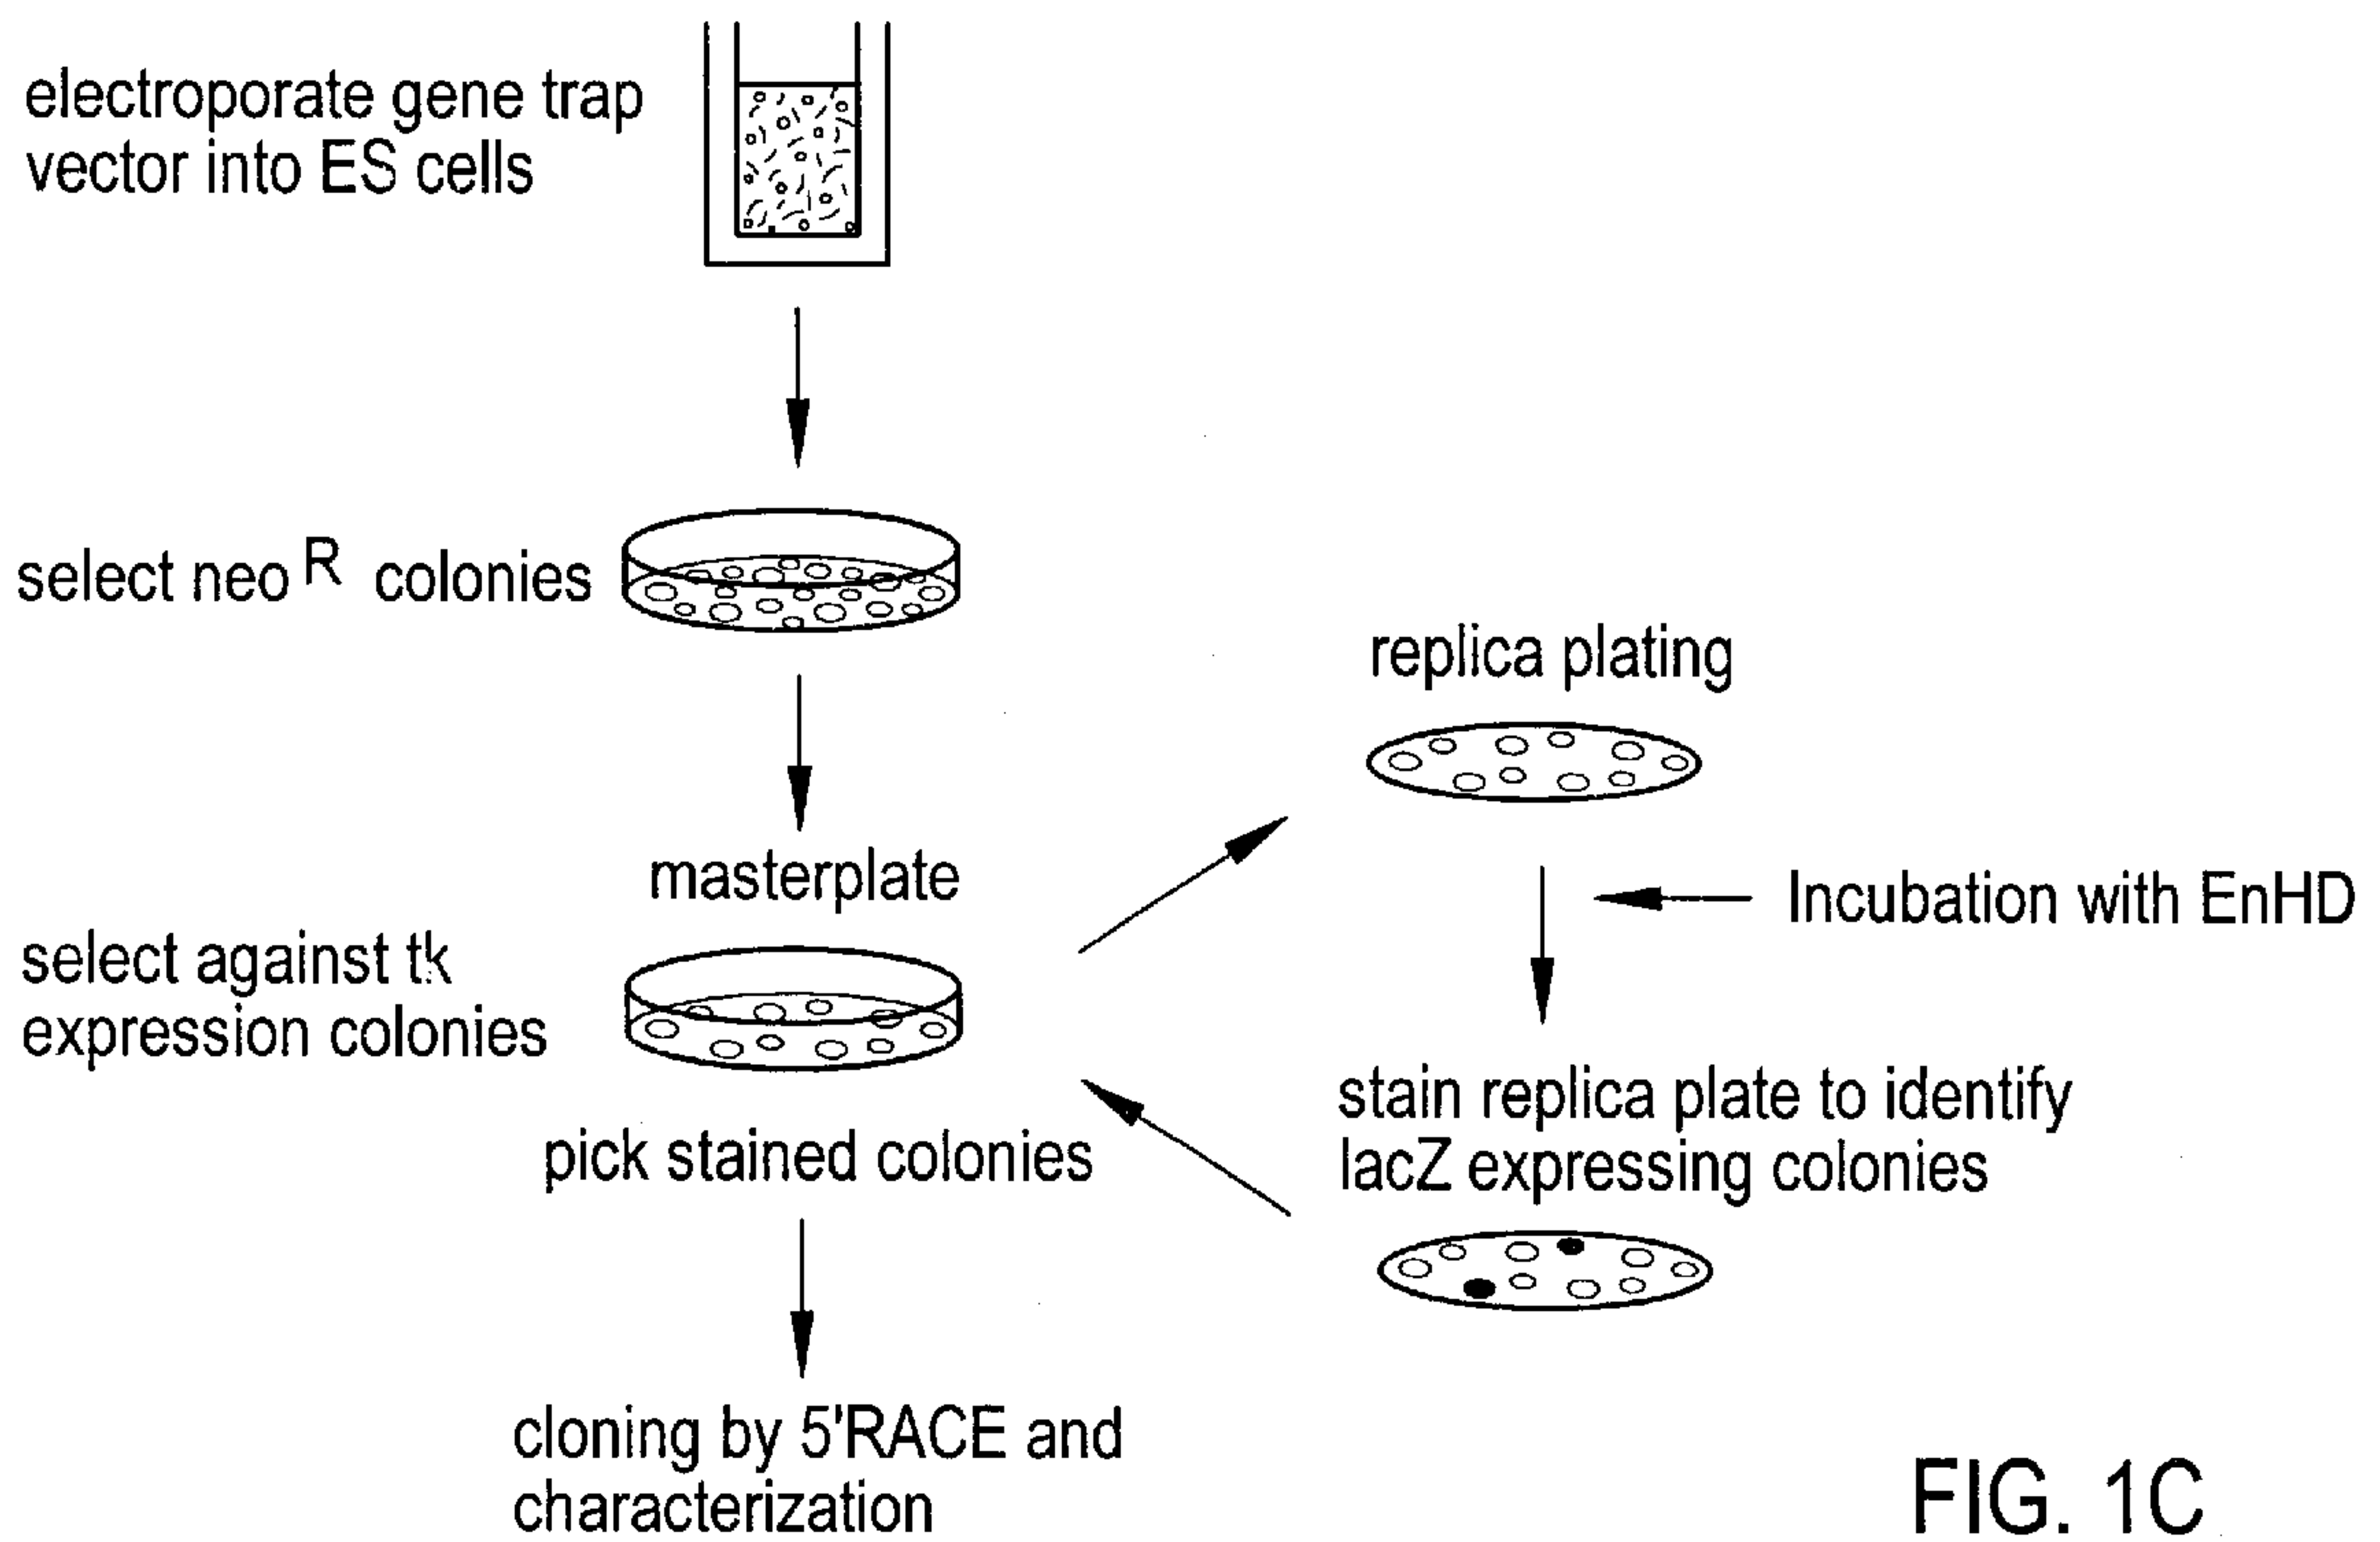 electroporate gene trap
vector into ES cells
select neo R colonies
replica plating
masterplate
Incubation with EnHD
select against tk
expression colonies
stain replica plate to identify
lacZ expressing colonies
pick stained colonies
cloning by 5'RACE and
characterization
FIG. 1C